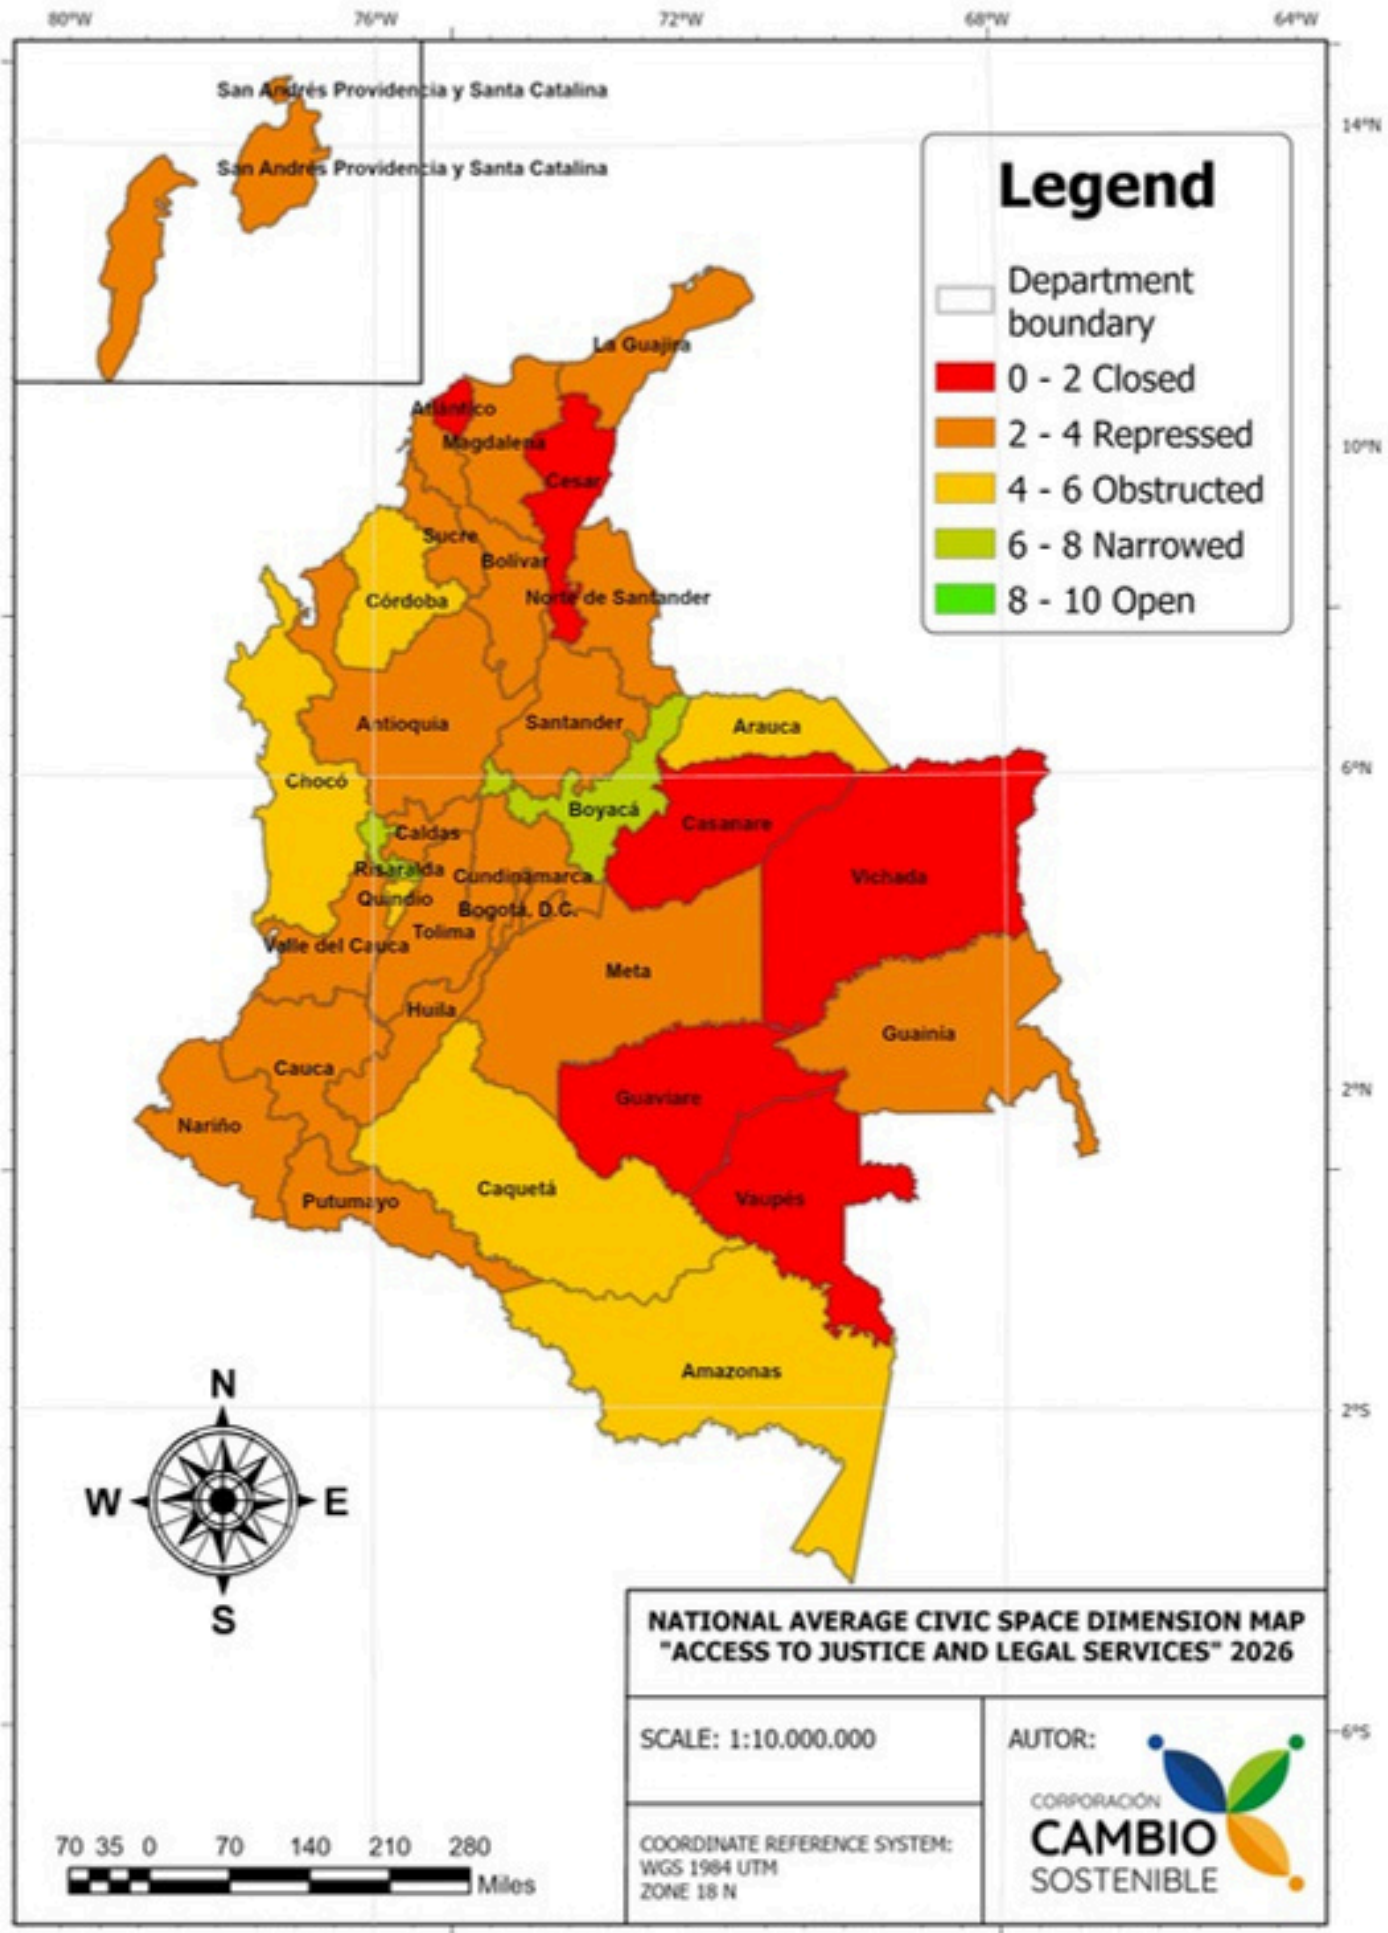 80°W 76°W 72°W 68°W 64°W
San Andrés Providencia y Santa Catalina
San Andrés Providencia y Santa Catalina
14°N
10°N
6°N
2°N
2°S
6°S
Legend
Department
boundary
0 - 2 Closed
2 - 4 Repressed
4 - 6 Obstructed
6 - 8 Narrowed
8 - 10 Open
La Guajira
Atlántico
Magdalena
Cesar
Sucre
Bolívar
Córdoba
Norte de Santander
Antioquia
Santander
Arauca
Chocó
Boyacá
Casanare
Caldas
Risaralda
Cundinamarca
Vichada
Quindío
Bogotá, D.C.
Tolima
Valle del Cauca
Meta
Huila
Guainía
Cauca
Guaviare
Nariño
Caquetá
Vaupés
Putumayo
Amazonas
N
W E
S
NATIONAL AVERAGE CIVIC SPACE DIMENSION MAP
"ACCESS TO JUSTICE AND LEGAL SERVICES" 2026
SCALE: 1:10.000.000
AUTOR:
CORPORACIÓN
CAMBIO
SOSTENIBLE
COORDINATE REFERENCE SYSTEM:
WGS 1984 UTM
ZONE 18 N
70 35 0 70 140 210 280
Miles